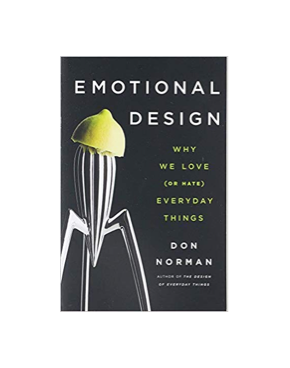 EMOTIONAL
DESIGN
WHY
WE LOVE
(OR HATE)
EVERYDAY
THINGS
DON
NORMAN
AUTHOR OF THE DESIGN
OF EVERYDAY THINGS